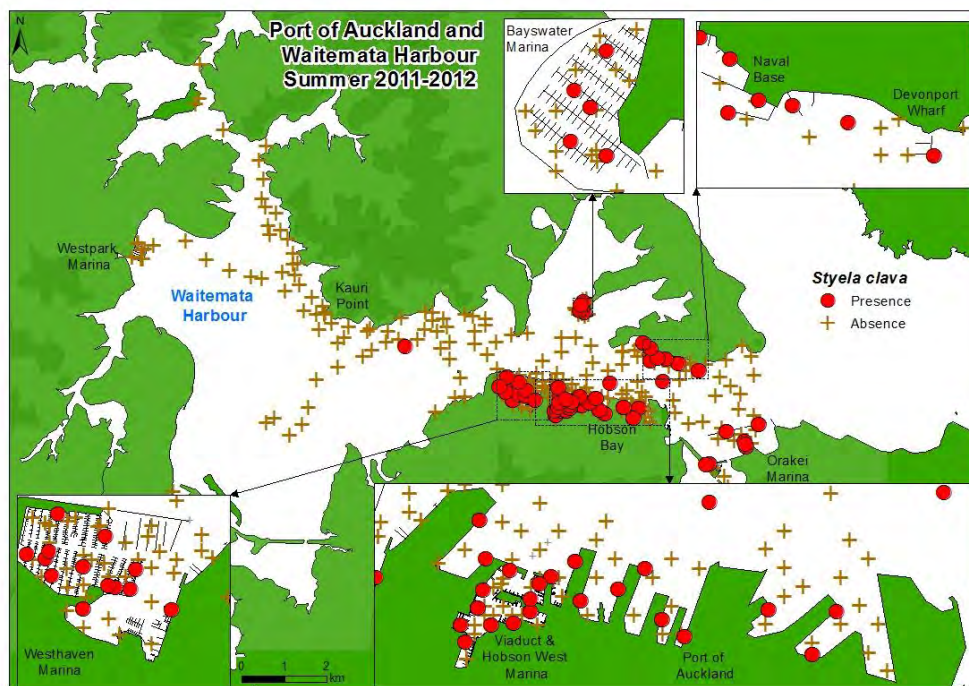 N
Port of Auckland and
Waitemata Harbour
Summer 2011-2012
Bayswater
Marina
Naval
Base
Devonport
Wharf
Westpark
Marina
Kauri
Point
Waitemata
Harbour
Styela clava
Presence
Absence
Hobson
Bay
Orakei
Marina
Westhaven
Marina
0 1 2
km
Viaduct &
Hobson West
Marina
Port of
Auckland